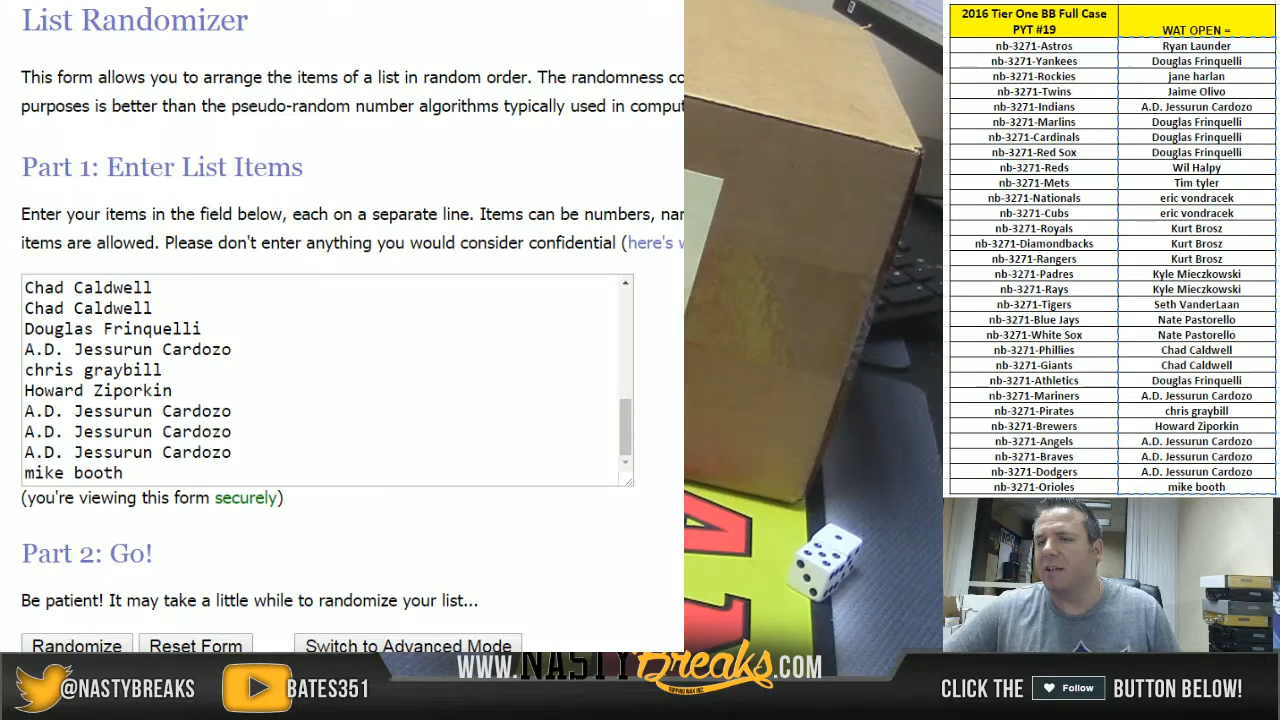 List Randomizer
This form allows you to arrange the items of a list in random order. The randomness co
purposes is better than the pseudo-random number algorithms typically used in comput
Part 1: Enter List Items
Enter your items in the field below, each on a separate line. Items can be numbers, nar
items are allowed. Please don't enter anything you would consider confidential (here's w
Chad Caldwell
Chad Caldwell
Douglas Frinquelli
A.D. Jessurun Cardozo
chris graybill
Howard Ziporkin
A.D. Jessurun Cardozo
A.D. Jessurun Cardozo
A.D. Jessurun Cardozo
mike booth
(you're viewing this form securely)
Part 2: Go!
Be patient! It may take a little while to randomize your list...
Randomize Reset Form Switch to Advanced Mode
2016 Tier One BB Full Case
PYT #19 WAT OPEN =
nb-3271-Astros Ryan Launder
nb-3271-Yankees Douglas Frinquelli
nb-3271-Rockies jane harlan
nb-3271-Twins Jaime Olivo
nb-3271-Indians A.D. Jessurun Cardozo
nb-3271-Marlins Douglas Frinquelli
nb-3271-Cardinals Douglas Frinquelli
nb-3271-Red Sox Douglas Frinquelli
nb-3271-Reds Wil Halpy
nb-3271-Mets Tim tyler
nb-3271-Nationals eric vondracek
nb-3271-Cubs eric vondracek
nb-3271-Royals Kurt Brosz
nb-3271-Diamondbacks Kurt Brosz
nb-3271-Rangers Kurt Brosz
nb-3271-Padres Kyle Mieczkowski
nb-3271-Rays Kyle Mieczkowski
nb-3271-Tigers Seth VanderLaan
nb-3271-Blue Jays Nate Pastorello
nb-3271-White Sox Nate Pastorello
nb-3271-Phillies Chad Caldwell
nb-3271-Giants Chad Caldwell
nb-3271-Athletics Douglas Frinquelli
nb-3271-Mariners A.D. Jessurun Cardozo
nb-3271-Pirates chris graybill
nb-3271-Brewers Howard Ziporkin
nb-3271-Angels A.D. Jessurun Cardozo
nb-3271-Braves A.D. Jessurun Cardozo
nb-3271-Dodgers A.D. Jessurun Cardozo
nb-3271-Orioles mike booth
@NASTYBREAKS BATES351 WWW.NASTYBreaks.COM CLICK THE Follow BUTTON BELOW!
RIPPING WAX INC